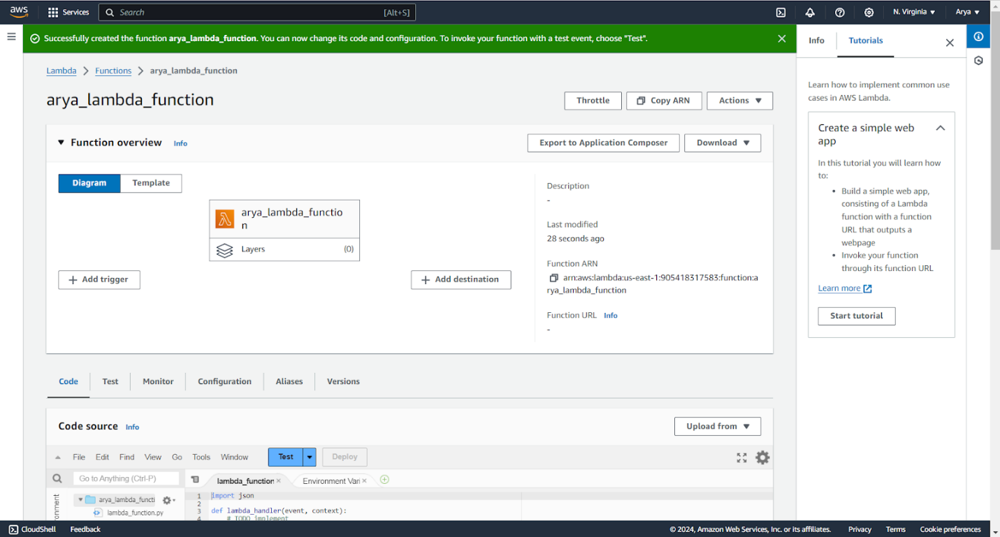 aws
Services
Search
[Alt+S]
N. Virginia
Arya
Successfully created the function arya_lambda_function. You can now change its code and configuration. To invoke your function with a test event, choose "Test".
Lambda
Functions
arya_lambda_function
arya_lambda_function
Throttle
Copy ARN
Actions
Function overview
Info
Export to Application Composer
Download
Diagram
Template
arya_lambda_functio
n
Layers
(0)
+ Add trigger
+ Add destination
Description
-
Last modified
28 seconds ago
Function ARN
arn:aws:lambda:us-east-1:905418317583:function:a
rya_lambda_function
Function URL Info
-
Code
Test
Monitor
Configuration
Aliases
Versions
Code source Info
Upload from
File Edit Find View Go Tools Window
Test
Deploy
Go to Anything (Ctrl-P)
lambda_function
Environment Vari
arya_lambda_functi
lambda_function.py
onment
1 import json
2
3 def lambda_handler(event, context):
4 # TODO implement
Info
Tutorials
Learn how to implement common use
cases in AWS Lambda.
Create a simple web
app
In this tutorial you will learn how
to:
• Build a simple web app,
consisting of a Lambda
function with a function
URL that outputs a
webpage
• Invoke your function
through its function URL
Learn more
Start tutorial
CloudShell
Feedback
© 2024, Amazon Web Services, Inc. or its affiliates.
Privacy
Terms
Cookie preferences